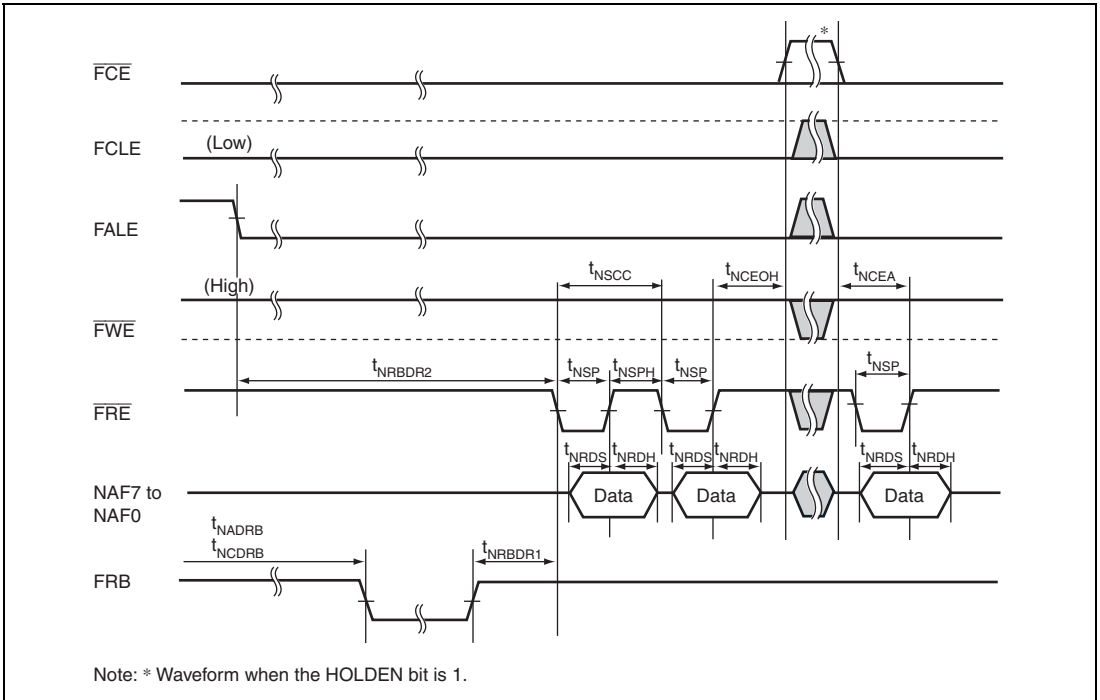 *
FCE
FCLE
(Low)
FALE
tNSCC
tNCEOH
tNCEA
(High)
FWE
tNRBDR2
tNSP
tNSPH
tNSP
tNSP
FRE
tNRDS
tNRDH
tNRDS
tNRDH
tNRDS
tNRDH
NAF7 to
NAF0
Data
Data
Data
tNADRB
tNCDRB
tNRBDR1
FRB
Note: * Waveform when the HOLDEN bit is 1.